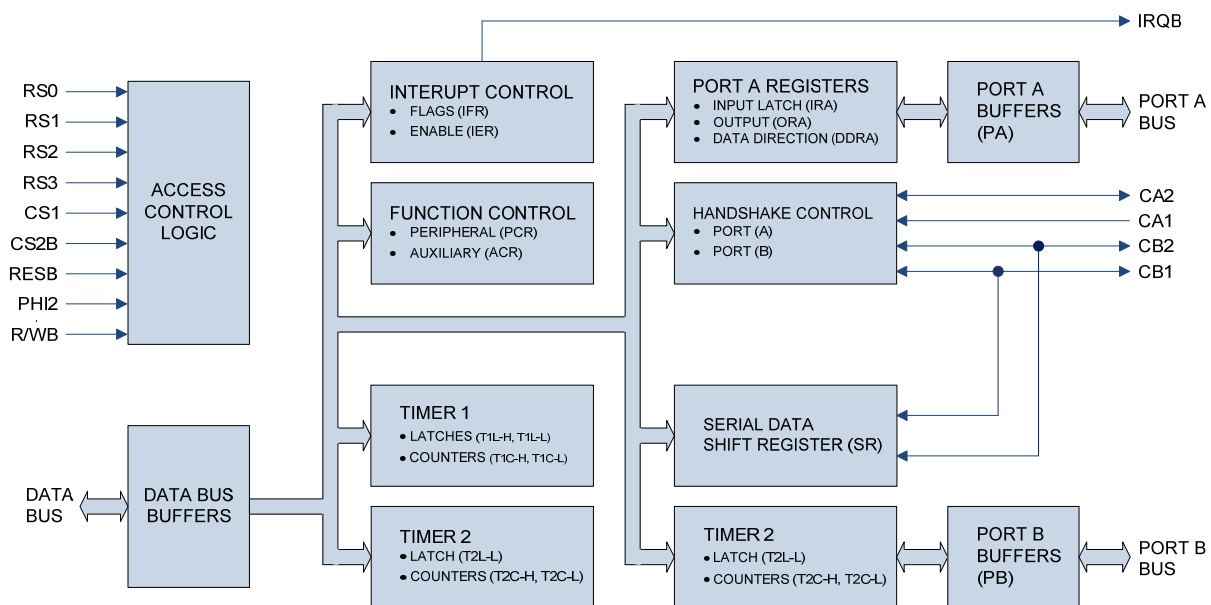 IRQB
RS0
RS1
RS2
RS3
CS1
CS2B
RESB
PHI2
R/WB
ACCESS
CONTROL
LOGIC
INTERUPT CONTROL
• FLAGS (IFR)
• ENABLE (IER)
FUNCTION CONTROL
• PERIPHERAL (PCR)
• AUXILIARY (ACR)
PORT A REGISTERS
• INPUT LATCH (IRA)
• OUTPUT (ORA)
• DATA DIRECTION (DDRA)
PORT A
BUFFERS
(PA)
PORT A
BUS
HANDSHAKE CONTROL
• PORT (A)
• PORT (B)
CA2
CA1
CB2
CB1
DATA
BUS
DATA BUS
BUFFERS
TIMER 1
• LATCHES (T1L-H, T1L-L)
• COUNTERS (T1C-H, T1C-L)
TIMER 2
• LATCH (T2L-L)
• COUNTERS (T2C-H, T2C-L)
SERIAL DATA
SHIFT REGISTER (SR)
TIMER 2
• LATCH (T2L-L)
• COUNTERS (T2C-H, T2C-L)
PORT B
BUFFERS
(PB)
PORT B
BUS